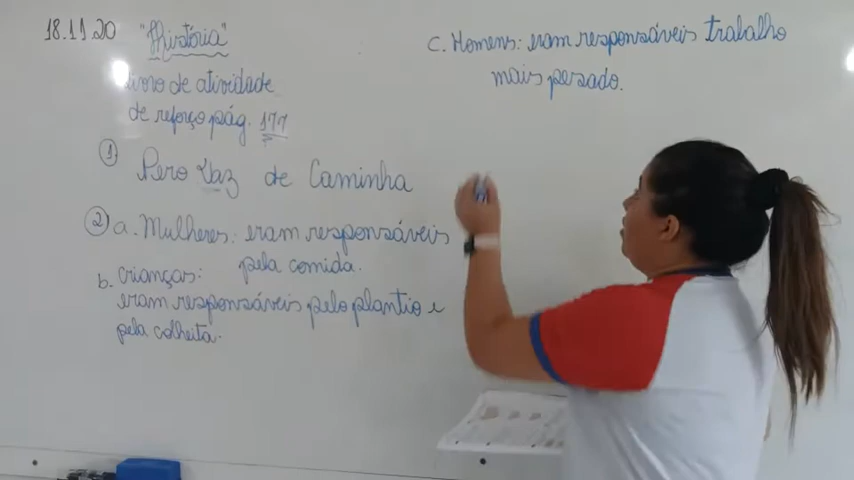 18.11.20 "História"
livro de atividade
de reforço pág. 177
1 Pero Vaz de Caminha
2 a. Mulheres: eram responsáveis
pela comida.
b. crianças:
eram responsáveis pelo plantio e
pela colheita.
c. Homens: eram responsáveis trabalho
mais pesado.